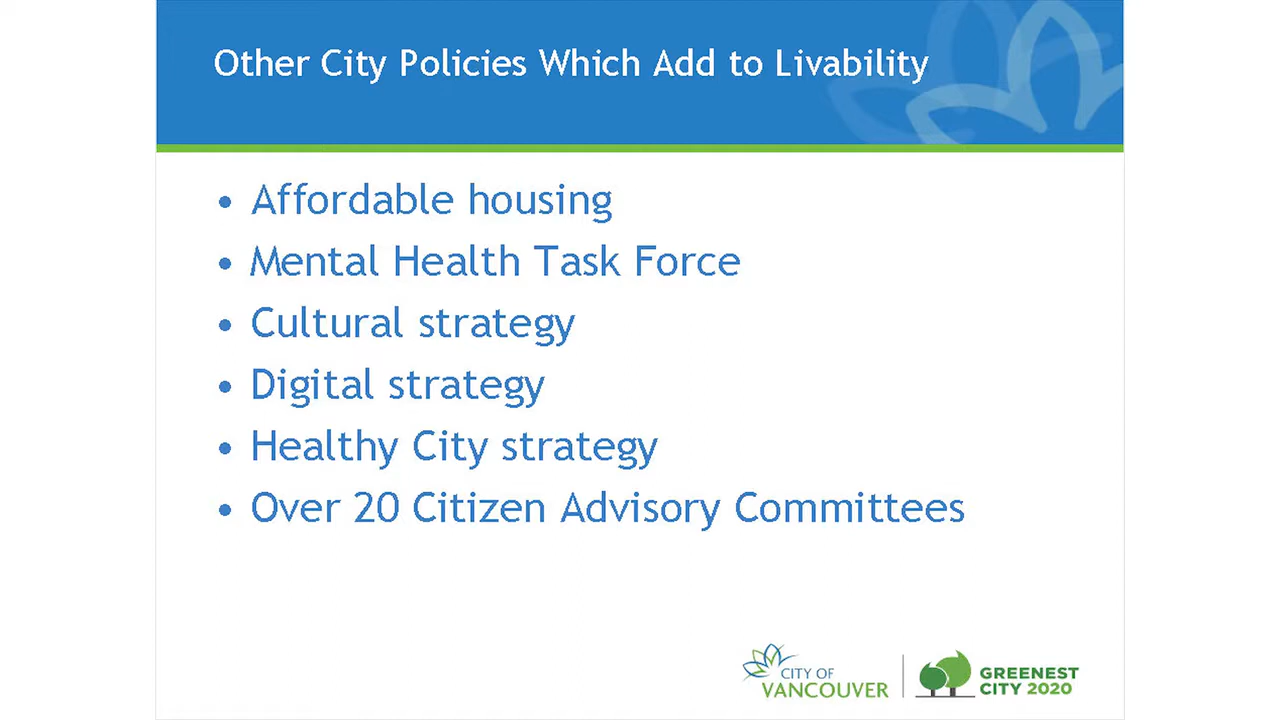 Other City Policies Which Add to Livability
• Affordable housing
• Mental Health Task Force
• Cultural strategy
• Digital strategy
• Healthy City strategy
• Over 20 Citizen Advisory Committees
CITY OF
VANCOUVER
GREENEST
CITY 2020